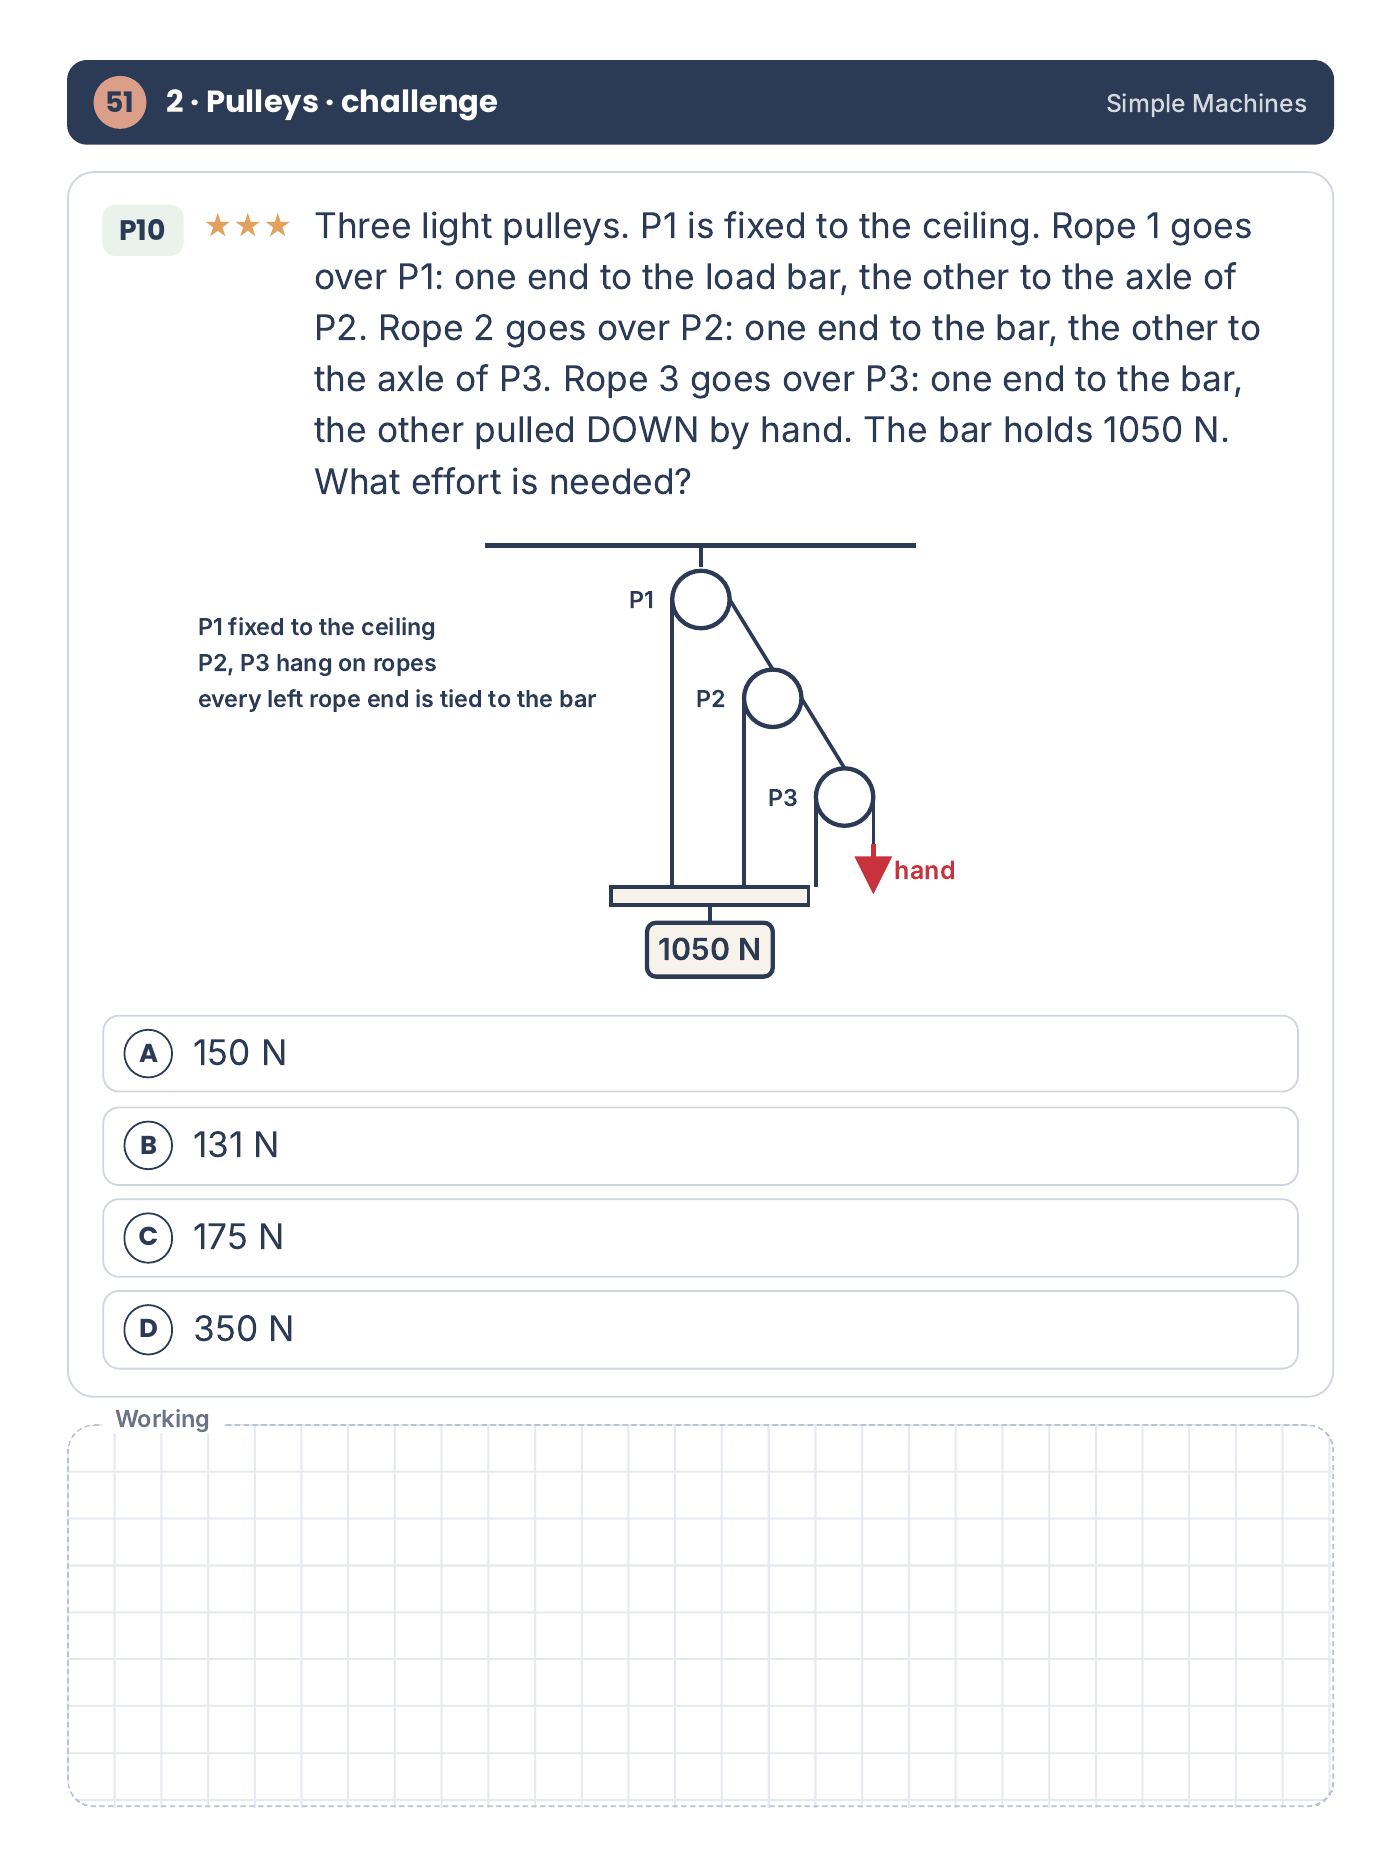 51 2 · Pulleys · challenge Simple Machines
P10 ★★★ Three light pulleys. P1 is fixed to the ceiling. Rope 1 goes
over P1: one end to the load bar, the other to the axle of
P2. Rope 2 goes over P2: one end to the bar, the other to
the axle of P3. Rope 3 goes over P3: one end to the bar,
the other pulled DOWN by hand. The bar holds 1050 N.
What effort is needed?
P1
P1 fixed to the ceiling
P2, P3 hang on ropes
every left rope end is tied to the bar
P2
P3
hand
1050 N
A 150 N
B 131 N
C 175 N
D 350 N
Working